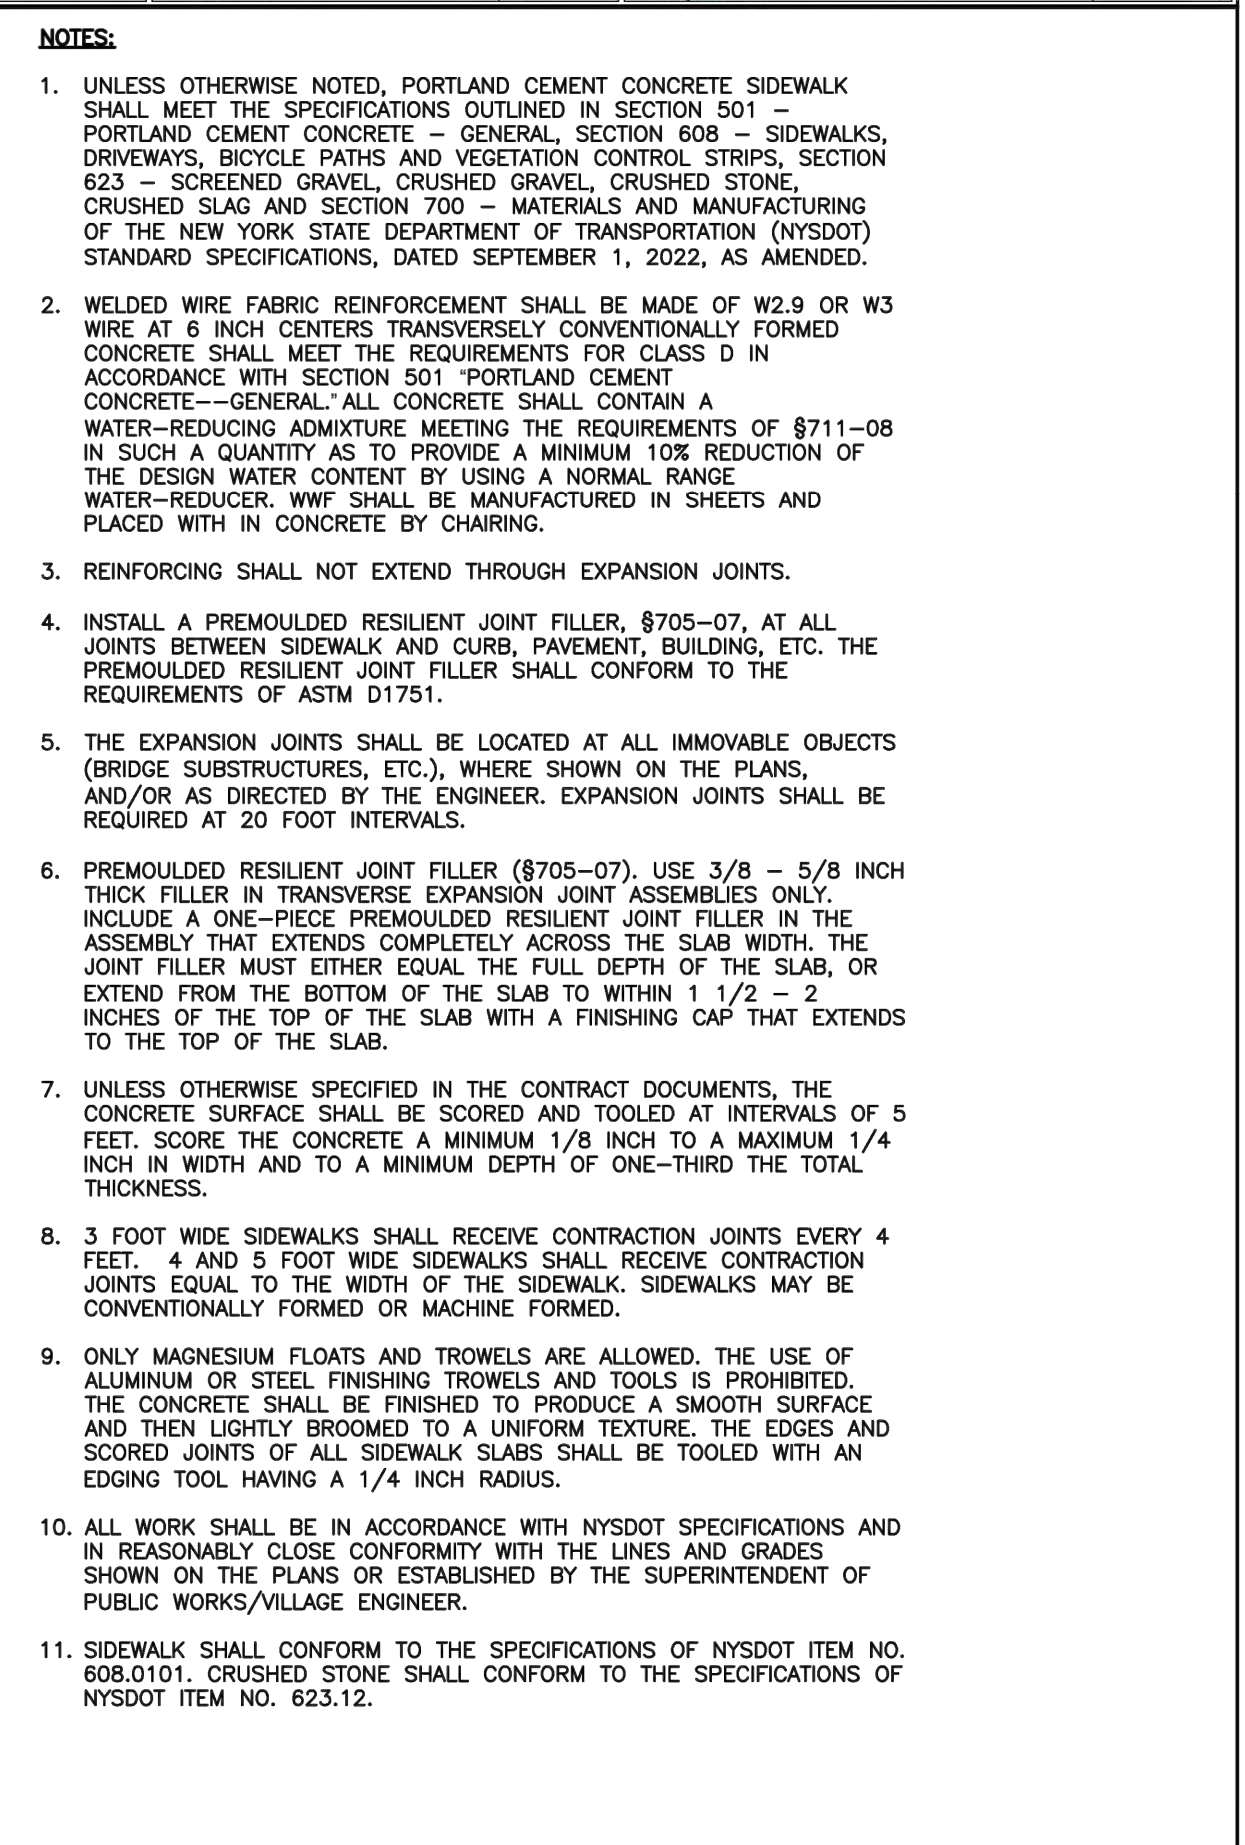 NOTES:
1. UNLESS OTHERWISE NOTED, PORTLAND CEMENT CONCRETE SIDEWALK
SHALL MEET THE SPECIFICATIONS OUTLINED IN SECTION 501 –
PORTLAND CEMENT CONCRETE – GENERAL, SECTION 608 – SIDEWALKS,
DRIVEWAYS, BICYCLE PATHS AND VEGETATION CONTROL STRIPS, SECTION
623 – SCREENED GRAVEL, CRUSHED GRAVEL, CRUSHED STONE,
CRUSHED SLAG AND SECTION 700 – MATERIALS AND MANUFACTURING
OF THE NEW YORK STATE DEPARTMENT OF TRANSPORTATION (NYSDOT)
STANDARD SPECIFICATIONS, DATED SEPTEMBER 1, 2022, AS AMENDED.
2. WELDED WIRE FABRIC REINFORCEMENT SHALL BE MADE OF W2.9 OR W3
WIRE AT 6 INCH CENTERS TRANSVERSELY CONVENTIONALLY FORMED
CONCRETE SHALL MEET THE REQUIREMENTS FOR CLASS D IN
ACCORDANCE WITH SECTION 501 “PORTLAND CEMENT
CONCRETE––GENERAL.” ALL CONCRETE SHALL CONTAIN A
WATER–REDUCING ADMIXTURE MEETING THE REQUIREMENTS OF §711–08
IN SUCH A QUANTITY AS TO PROVIDE A MINIMUM 10% REDUCTION OF
THE DESIGN WATER CONTENT BY USING A NORMAL RANGE
WATER–REDUCER. WWF SHALL BE MANUFACTURED IN SHEETS AND
PLACED WITH IN CONCRETE BY CHAIRING.
3. REINFORCING SHALL NOT EXTEND THROUGH EXPANSION JOINTS.
4. INSTALL A PREMOULDED RESILIENT JOINT FILLER, §705–07, AT ALL
JOINTS BETWEEN SIDEWALK AND CURB, PAVEMENT, BUILDING, ETC. THE
PREMOULDED RESILIENT JOINT FILLER SHALL CONFORM TO THE
REQUIREMENTS OF ASTM D1751.
5. THE EXPANSION JOINTS SHALL BE LOCATED AT ALL IMMOVABLE OBJECTS
(BRIDGE SUBSTRUCTURES, ETC.), WHERE SHOWN ON THE PLANS,
AND/OR AS DIRECTED BY THE ENGINEER. EXPANSION JOINTS SHALL BE
REQUIRED AT 20 FOOT INTERVALS.
6. PREMOULDED RESILIENT JOINT FILLER (§705–07). USE 3/8 – 5/8 INCH
THICK FILLER IN TRANSVERSE EXPANSION JOINT ASSEMBLIES ONLY.
INCLUDE A ONE–PIECE PREMOULDED RESILIENT JOINT FILLER IN THE
ASSEMBLY THAT EXTENDS COMPLETELY ACROSS THE SLAB WIDTH. THE
JOINT FILLER MUST EITHER EQUAL THE FULL DEPTH OF THE SLAB, OR
EXTEND FROM THE BOTTOM OF THE SLAB TO WITHIN 1 1/2 – 2
INCHES OF THE TOP OF THE SLAB WITH A FINISHING CAP THAT EXTENDS
TO THE TOP OF THE SLAB.
7. UNLESS OTHERWISE SPECIFIED IN THE CONTRACT DOCUMENTS, THE
CONCRETE SURFACE SHALL BE SCORED AND TOOLED AT INTERVALS OF 5
FEET. SCORE THE CONCRETE A MINIMUM 1/8 INCH TO A MAXIMUM 1/4
INCH IN WIDTH AND TO A MINIMUM DEPTH OF ONE–THIRD THE TOTAL
THICKNESS.
8. 3 FOOT WIDE SIDEWALKS SHALL RECEIVE CONTRACTION JOINTS EVERY 4
FEET. 4 AND 5 FOOT WIDE SIDEWALKS SHALL RECEIVE CONTRACTION
JOINTS EQUAL TO THE WIDTH OF THE SIDEWALK. SIDEWALKS MAY BE
CONVENTIONALLY FORMED OR MACHINE FORMED.
9. ONLY MAGNESIUM FLOATS AND TROWELS ARE ALLOWED. THE USE OF
ALUMINUM OR STEEL FINISHING TROWELS AND TOOLS IS PROHIBITED.
THE CONCRETE SHALL BE FINISHED TO PRODUCE A SMOOTH SURFACE
AND THEN LIGHTLY BROOMED TO A UNIFORM TEXTURE. THE EDGES AND
SCORED JOINTS OF ALL SIDEWALK SLABS SHALL BE TOOLED WITH AN
EDGING TOOL HAVING A 1/4 INCH RADIUS.
10. ALL WORK SHALL BE IN ACCORDANCE WITH NYSDOT SPECIFICATIONS AND
IN REASONABLY CLOSE CONFORMITY WITH THE LINES AND GRADES
SHOWN ON THE PLANS OR ESTABLISHED BY THE SUPERINTENDENT OF
PUBLIC WORKS/VILLAGE ENGINEER.
11. SIDEWALK SHALL CONFORM TO THE SPECIFICATIONS OF NYSDOT ITEM NO.
608.0101. CRUSHED STONE SHALL CONFORM TO THE SPECIFICATIONS OF
NYSDOT ITEM NO. 623.12.